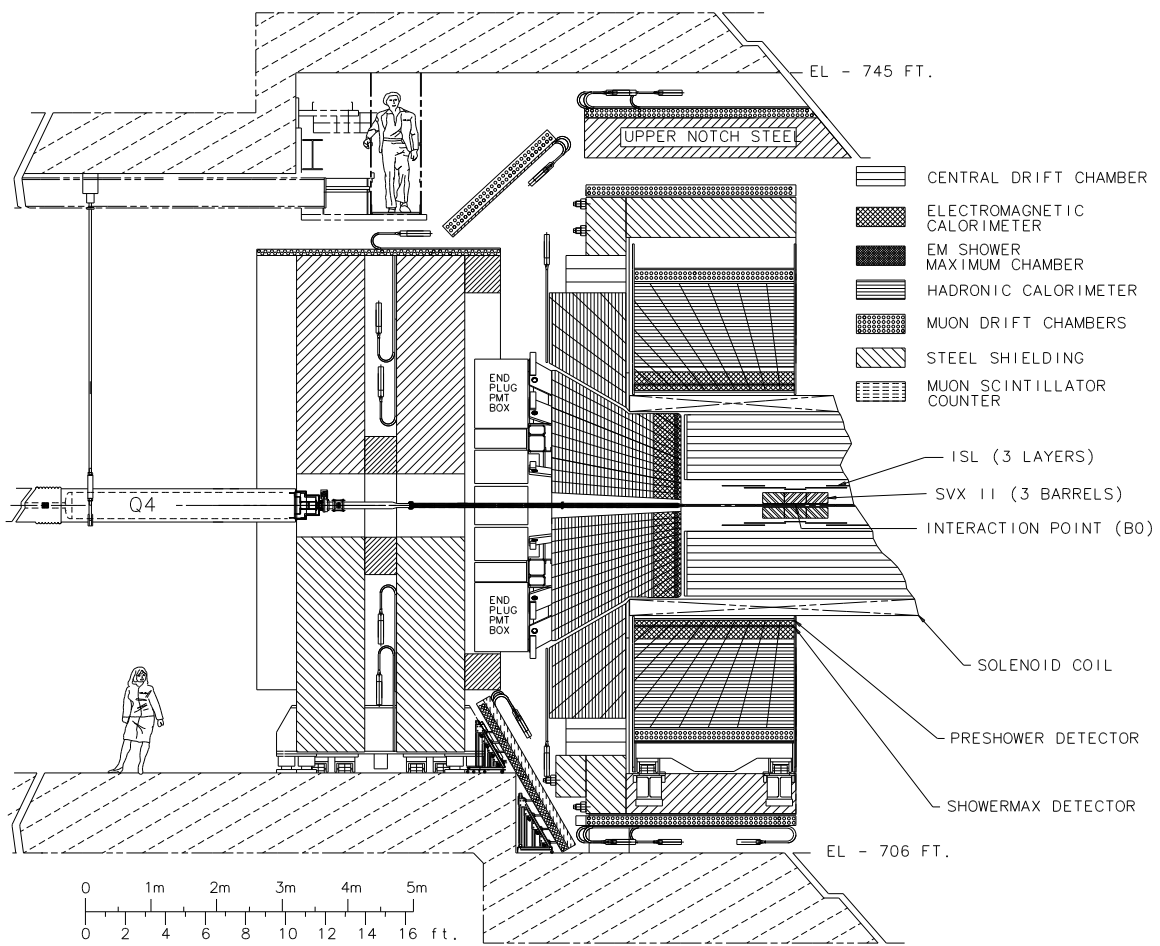 EL - 745 FT.
UPPER NOTCH STEEL
CENTRAL DRIFT CHAMBER
ELECTROMAGNETIC
CALORIMETER
EM SHOWER
MAXIMUM CHAMBER
HADRONIC CALORIMETER
MUON DRIFT CHAMBERS
STEEL SHIELDING
MUON SCINTILLATOR
COUNTER
END
PLUG
PMT
BOX
ISL (3 LAYERS)
SVX II (3 BARRELS)
INTERACTION POINT (B0)
Q4
END
PLUG
PMT
BOX
SOLENOID COIL
PRESHOWER DETECTOR
SHOWERMAX DETECTOR
EL - 706 FT.
0 1m 2m 3m 4m 5m
0 2 4 6 8 10 12 14 16 ft.